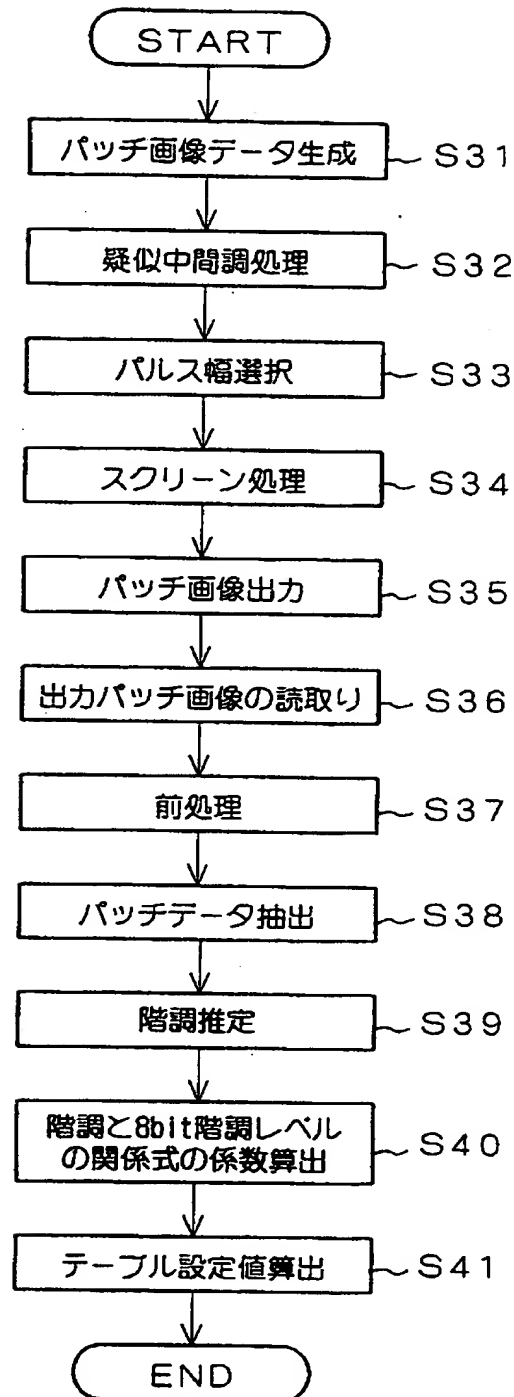 START
パッチ画像データ生成 S31
疑似中間調処理 S32
パルス幅選択 S33
スクリーン処理 S34
パッチ画像出力 S35
出力パッチ画像の読取り S36
前処理 S37
パッチデータ抽出 S38
階調推定 S39
階調と8bit階調レベル
の関係式の係数算出 S40
テーブル設定値算出 S41
END